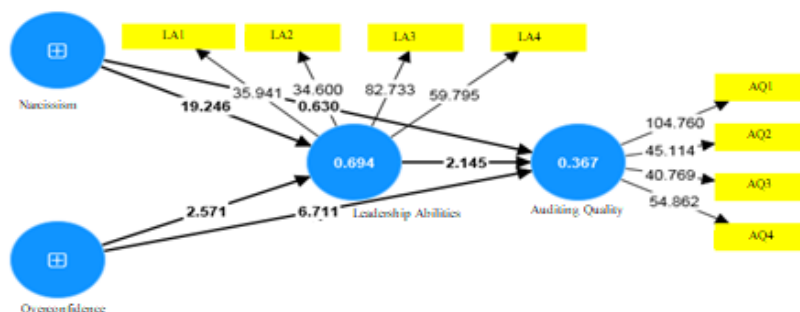 LA1
LA2
LA3
LA4
Narcissism
35.941
34.600
82.733
59.795
19.246
0.630
AQ1
104.760
AQ2
45.114
0.694
2.145
0.367
40.769
AQ3
54.862
2.571
6.711
Leadership Abilities
Auditing Quality
AQ4
Overconfidence